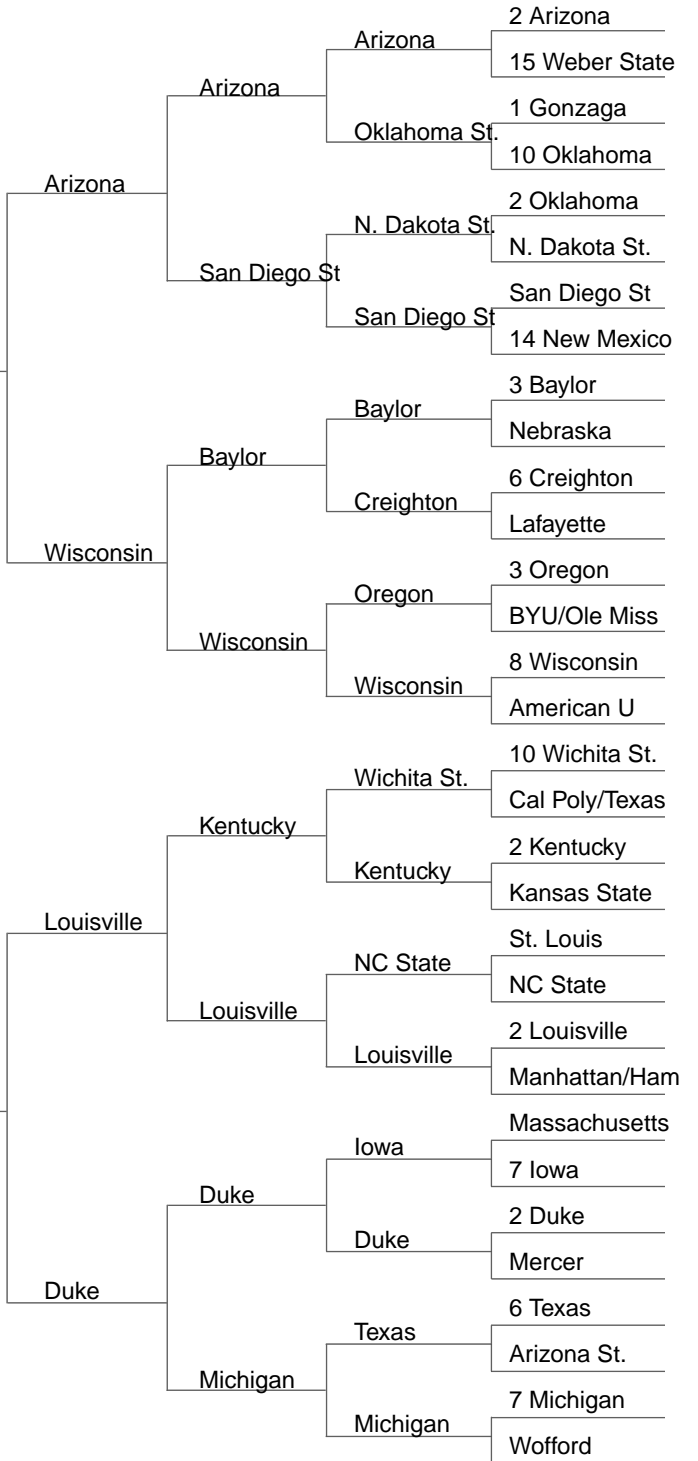 2 Arizona
Arizona
15 Weber State
Arizona
1 Gonzaga
Oklahoma St.
10 Oklahoma
Arizona
2 Oklahoma
N. Dakota St.
N. Dakota St.
San Diego St
San Diego St
San Diego St
14 New Mexico
3 Baylor
Baylor
Nebraska
Baylor
6 Creighton
Creighton
Lafayette
Wisconsin
3 Oregon
Oregon
BYU/Ole Miss
Wisconsin
8 Wisconsin
Wisconsin
American U
10 Wichita St.
Wichita St.
Cal Poly/Texas
Kentucky
2 Kentucky
Kentucky
Kansas State
Louisville
St. Louis
NC State
NC State
Louisville
2 Louisville
Louisville
Manhattan/Ham
Massachusetts
Iowa
7 Iowa
Duke
2 Duke
Duke
Mercer
Duke
6 Texas
Texas
Arizona St.
Michigan
7 Michigan
Michigan
Wofford